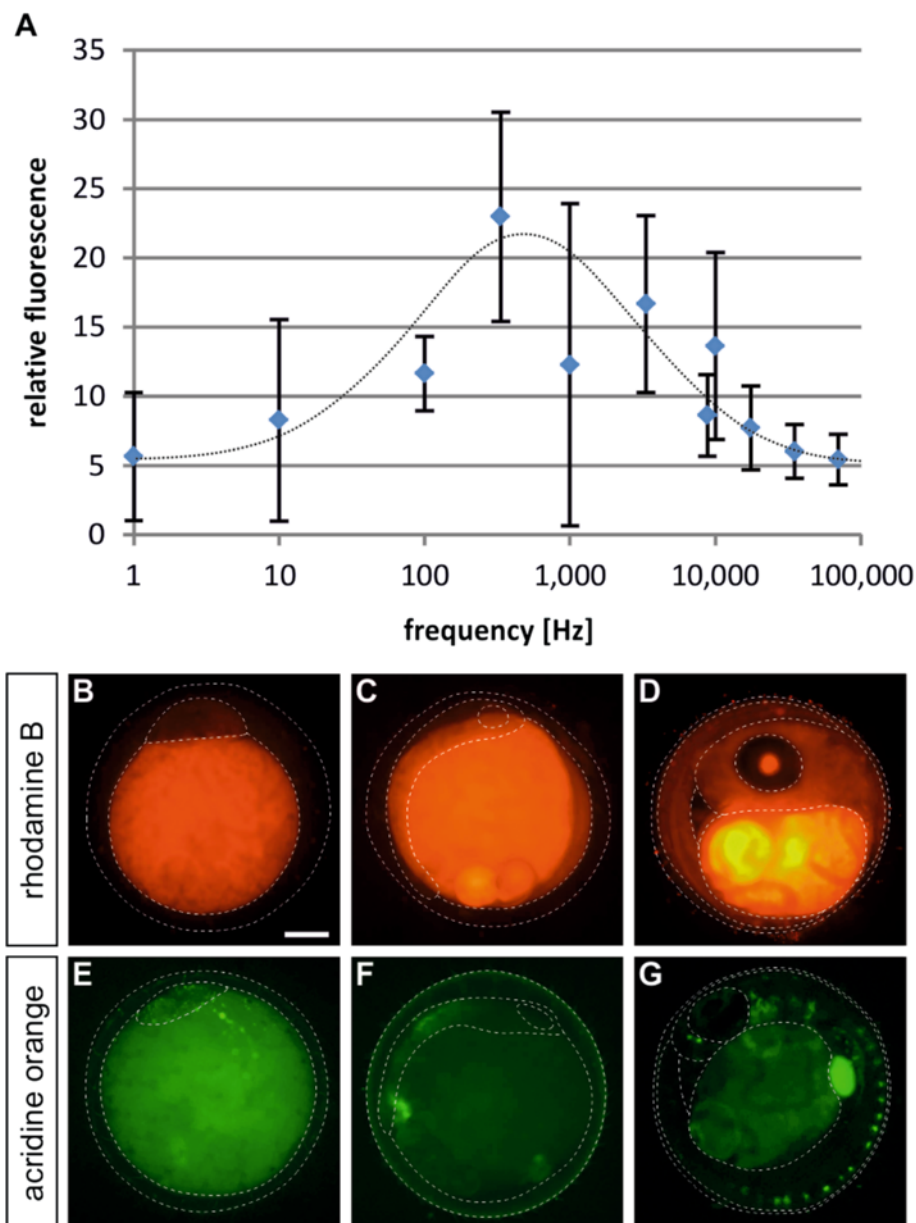 A
35
30
25
20
15
10
5
0
relative fluorescence
1 10 100 1,000 10,000 100,000
frequency [Hz]
rhodamine B
B C D
acridine orange
E F G